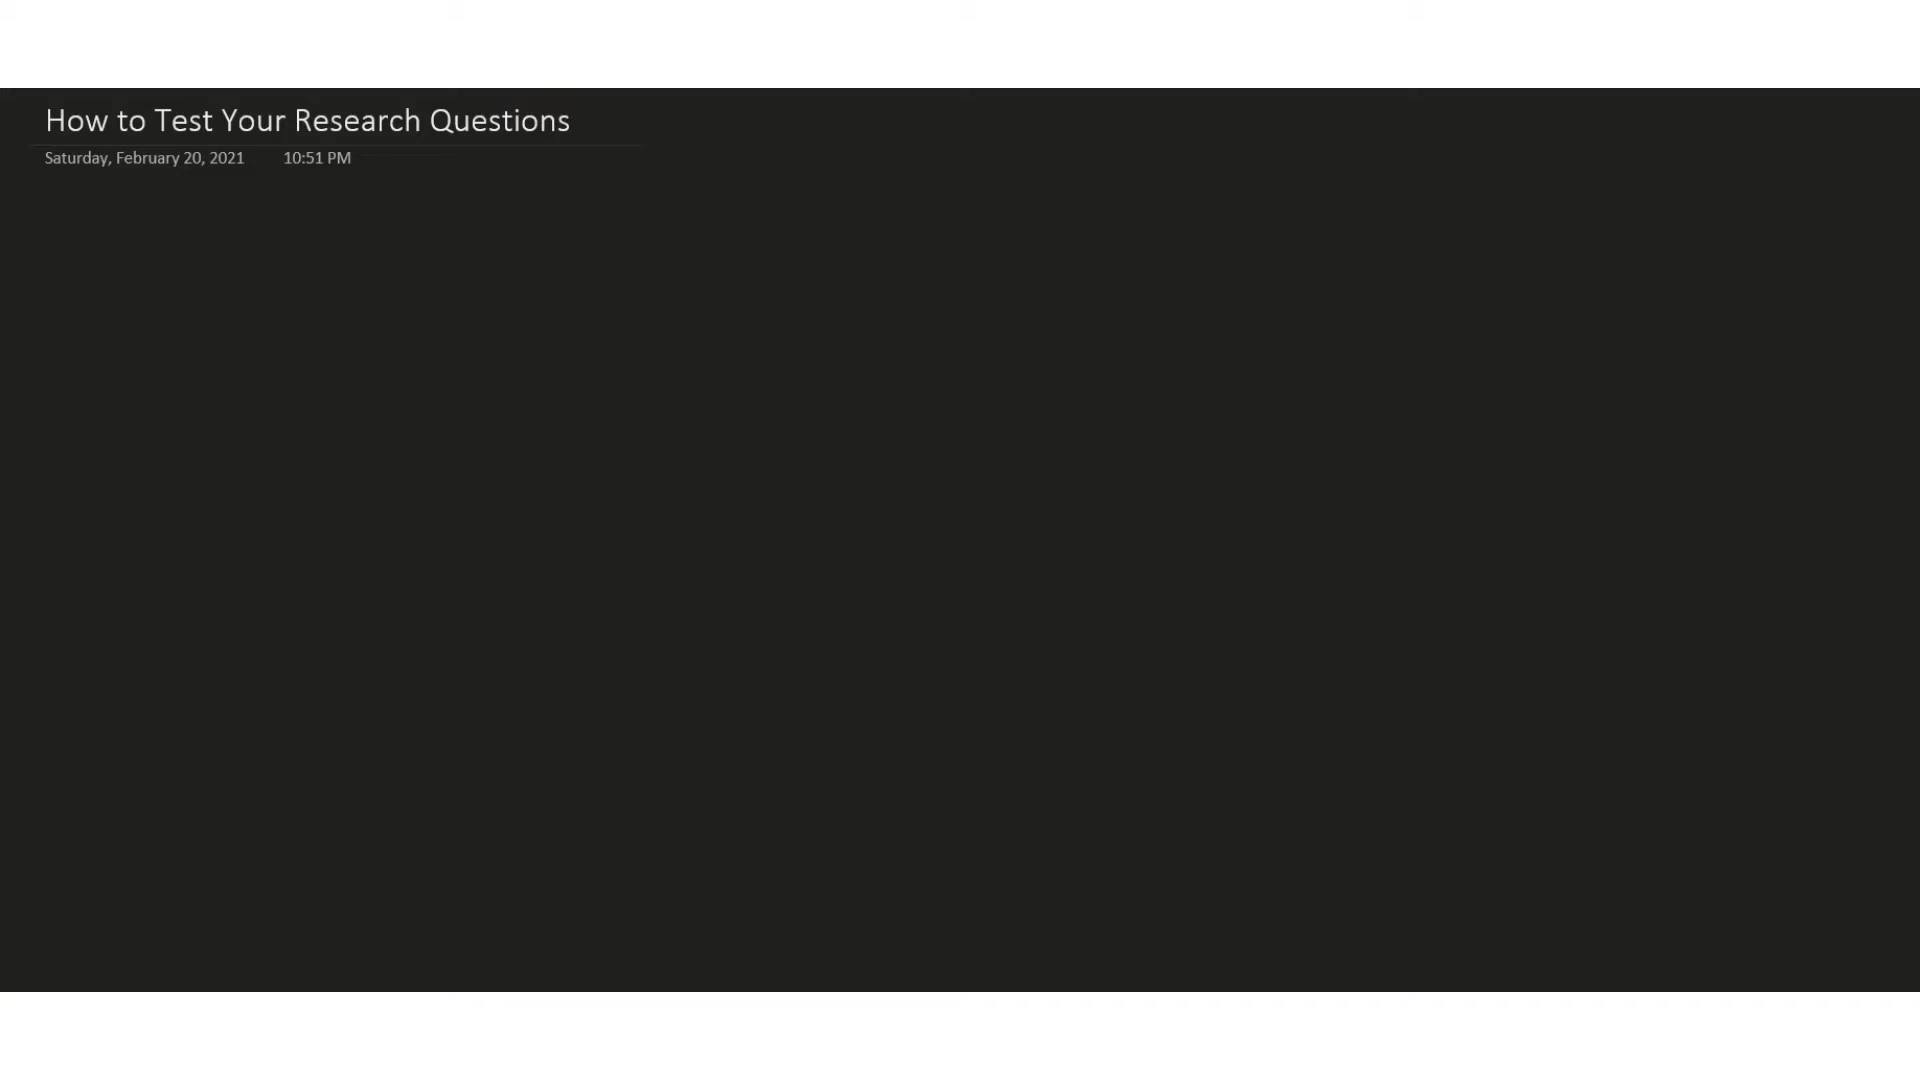 How to Test Your Research Questions
Saturday, February 20, 2021 10:51 PM